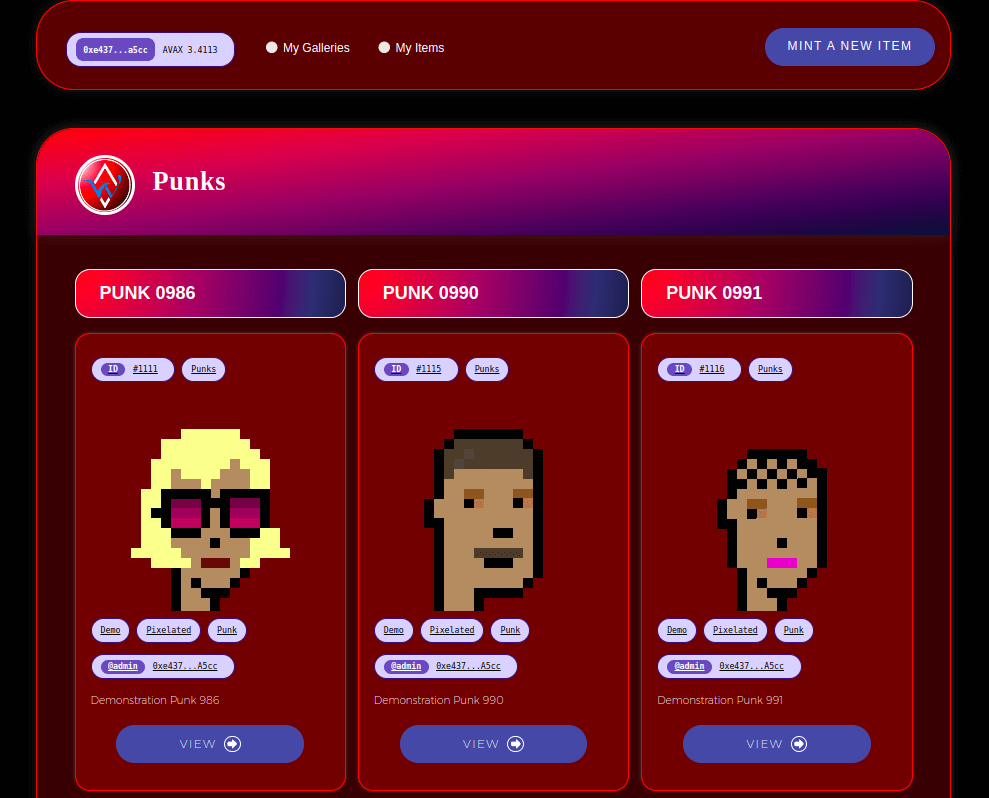 0xe437...a5cc AVAX 3.4113 My Galleries My Items MINT A NEW ITEM
Punks
PUNK 0986 PUNK 0990 PUNK 0991
ID #1111 Punks ID #1115 Punks ID #1116 Punks
Demo Pixelated Punk Demo Pixelated Punk Demo Pixelated Punk
@admin 0xe437...A5cc @admin 0xe437...A5cc @admin 0xe437...A5cc
Demonstration Punk 986 Demonstration Punk 990 Demonstration Punk 991
VIEW VIEW VIEW